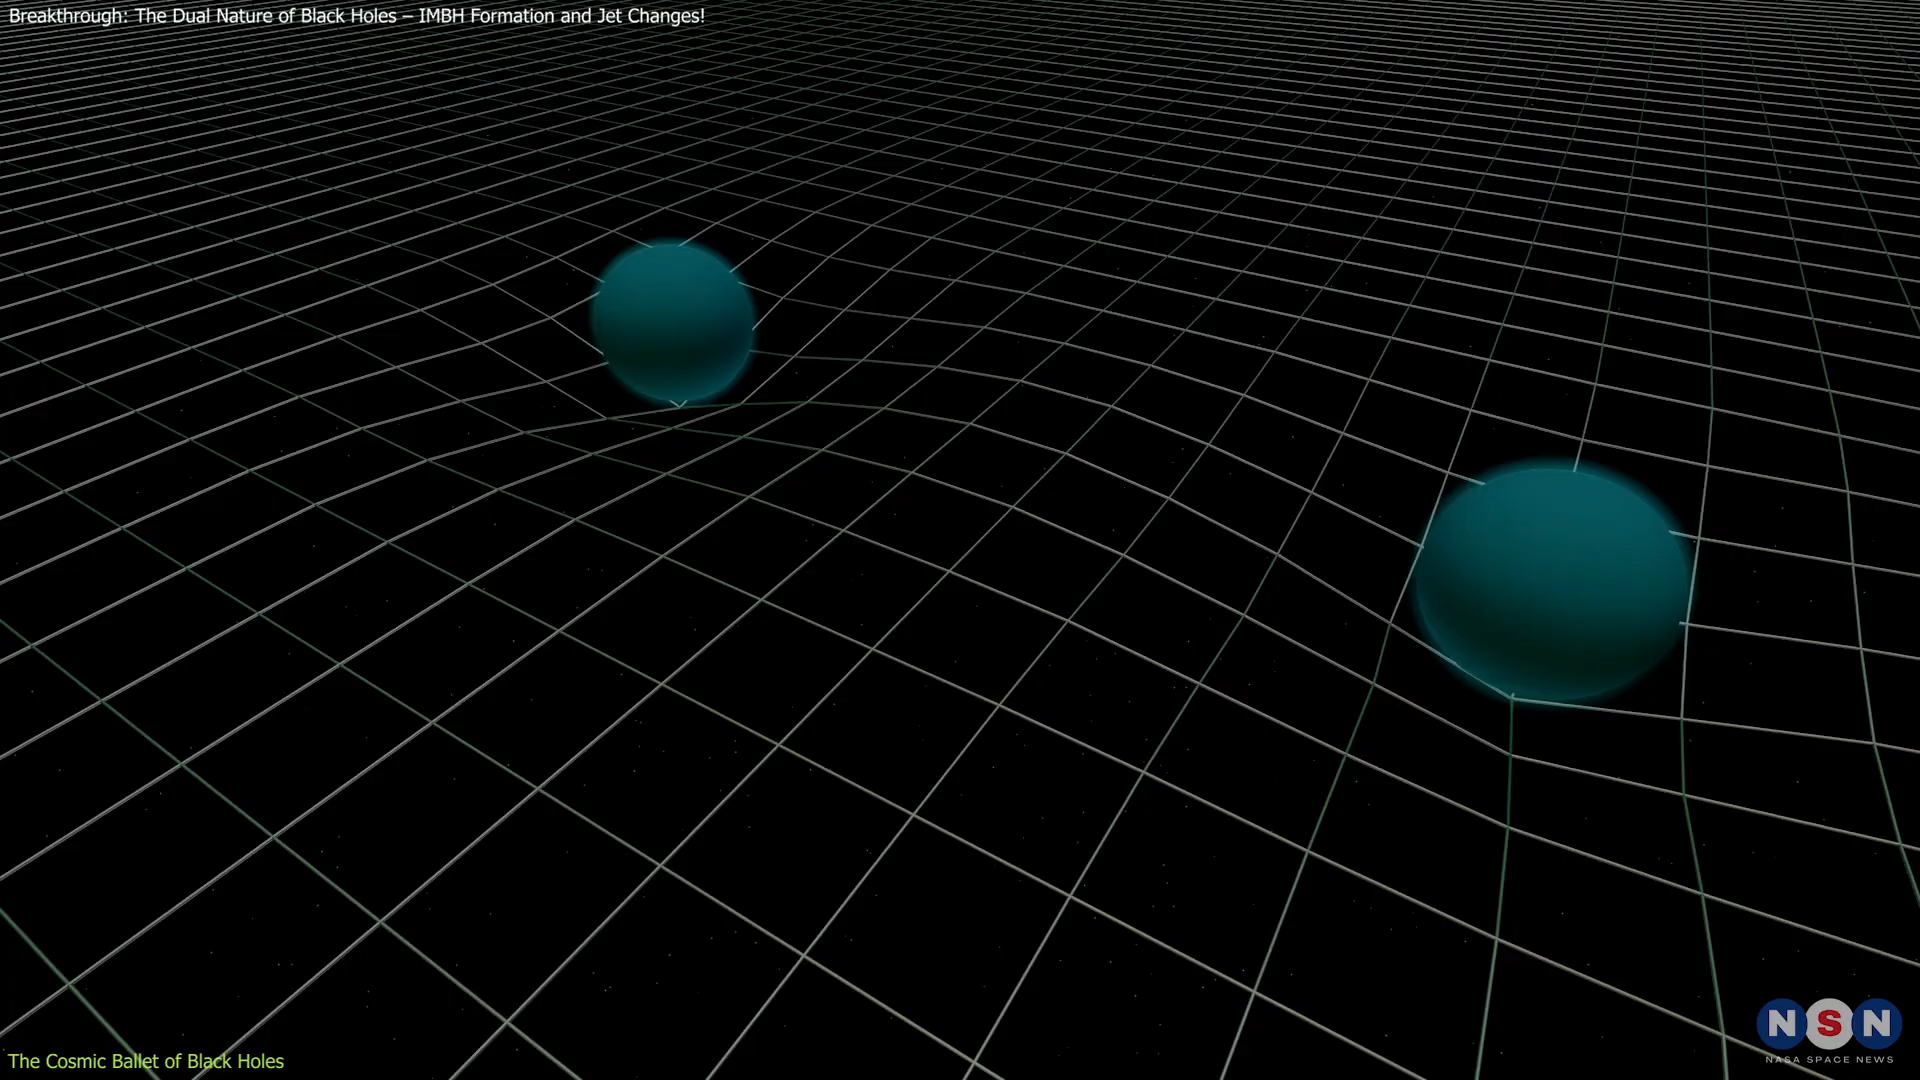 Breakthrough: The Dual Nature of Black Holes – IMBH Formation and Jet Changes!
The Cosmic Ballet of Black Holes
NSN
NASA SPACE NEWS